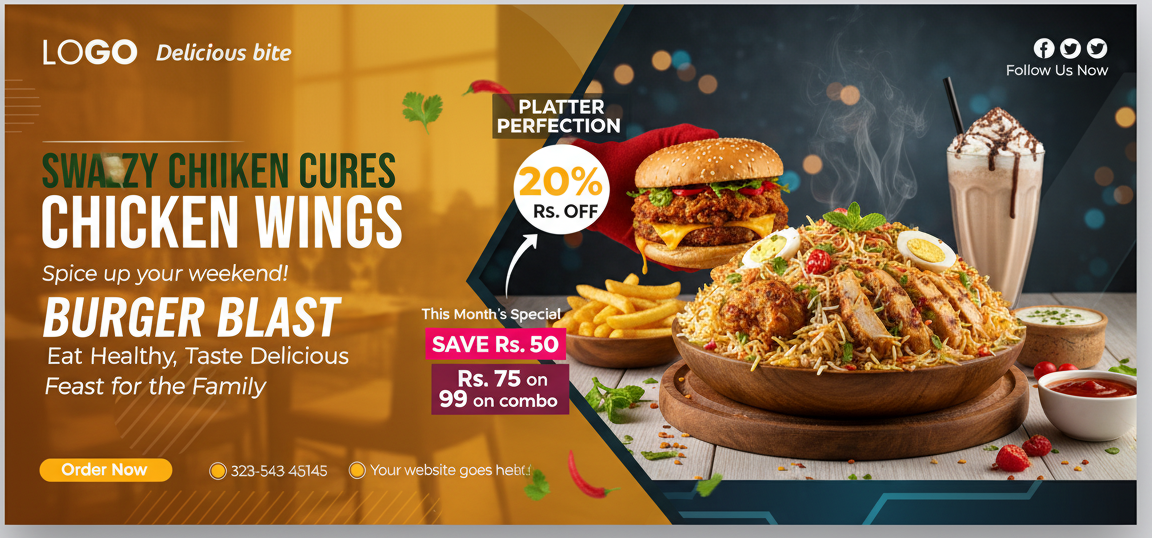 LOGO Delicious bite
Follow Us Now
PLATTER
PERFECTION
20%
Rs. OFF
SWALZY CHIIKEN CURES
CHICKEN WINGS
Spice up your weekend!
BURGER BLAST
Eat Healthy, Taste Delicious
Feast for the Family
This Month's Special
SAVE Rs. 50
Rs. 75 on
99 on combo
Order Now
323-543 45145
Your website goes here